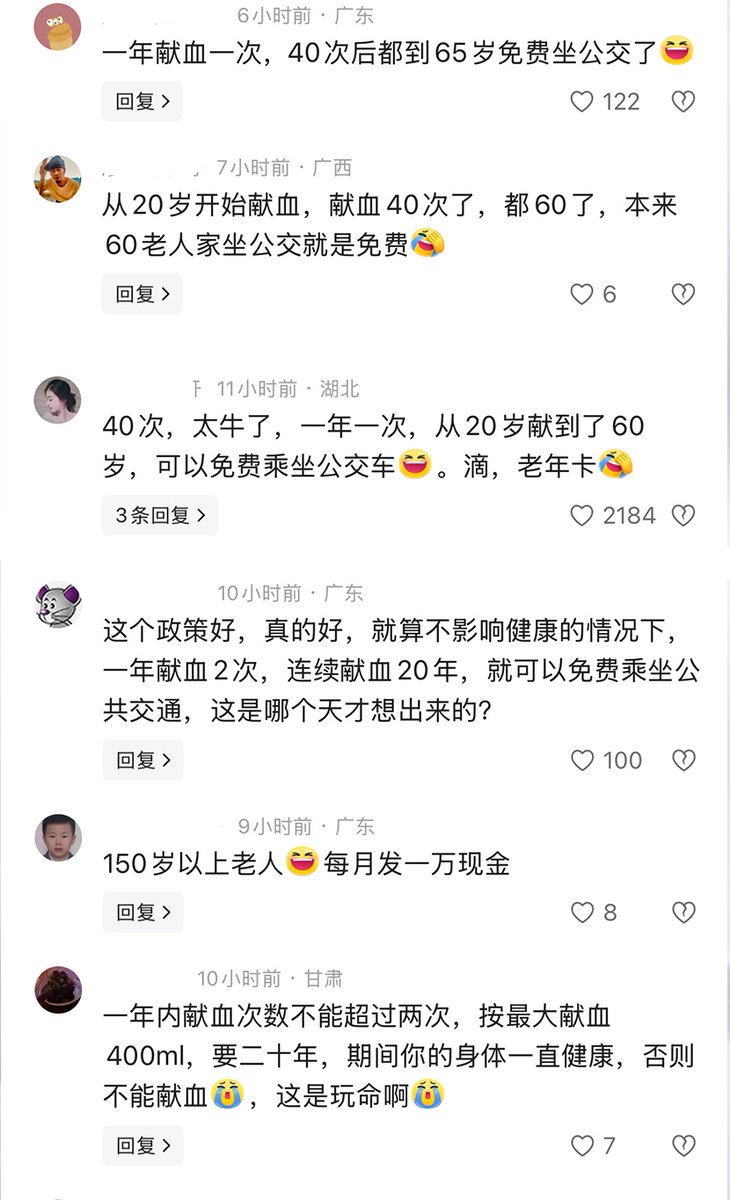 6小时前 · 广东
一年献血一次，40次后都到65岁免费坐公交了
回复 >
122
7小时前 · 广西
从20岁开始献血，献血40次了，都60了，本来
60老人家坐公交就是免费
回复 >
6
11小时前 · 湖北
40次，太牛了，一年一次，从20岁献到了60
岁，可以免费乘坐公交车😆。滴，老年卡🤣
3条回复 >
2184
10小时前 · 广东
这个政策好，真的好，就算不影响健康的情况下，
一年献血2次，连续献血20年，就可以免费乘坐公
共交通，这是哪个天才想出来的?
回复 >
100
9小时前 · 广东
150岁以上老人😆每月发一万现金
回复 >
8
10小时前 · 甘肃
一年内献血次数不能超过两次，按最大献血
400ml，要二十年，期间你的身体一直健康，否则
不能献血😭，这是玩命啊😭
回复 >
7